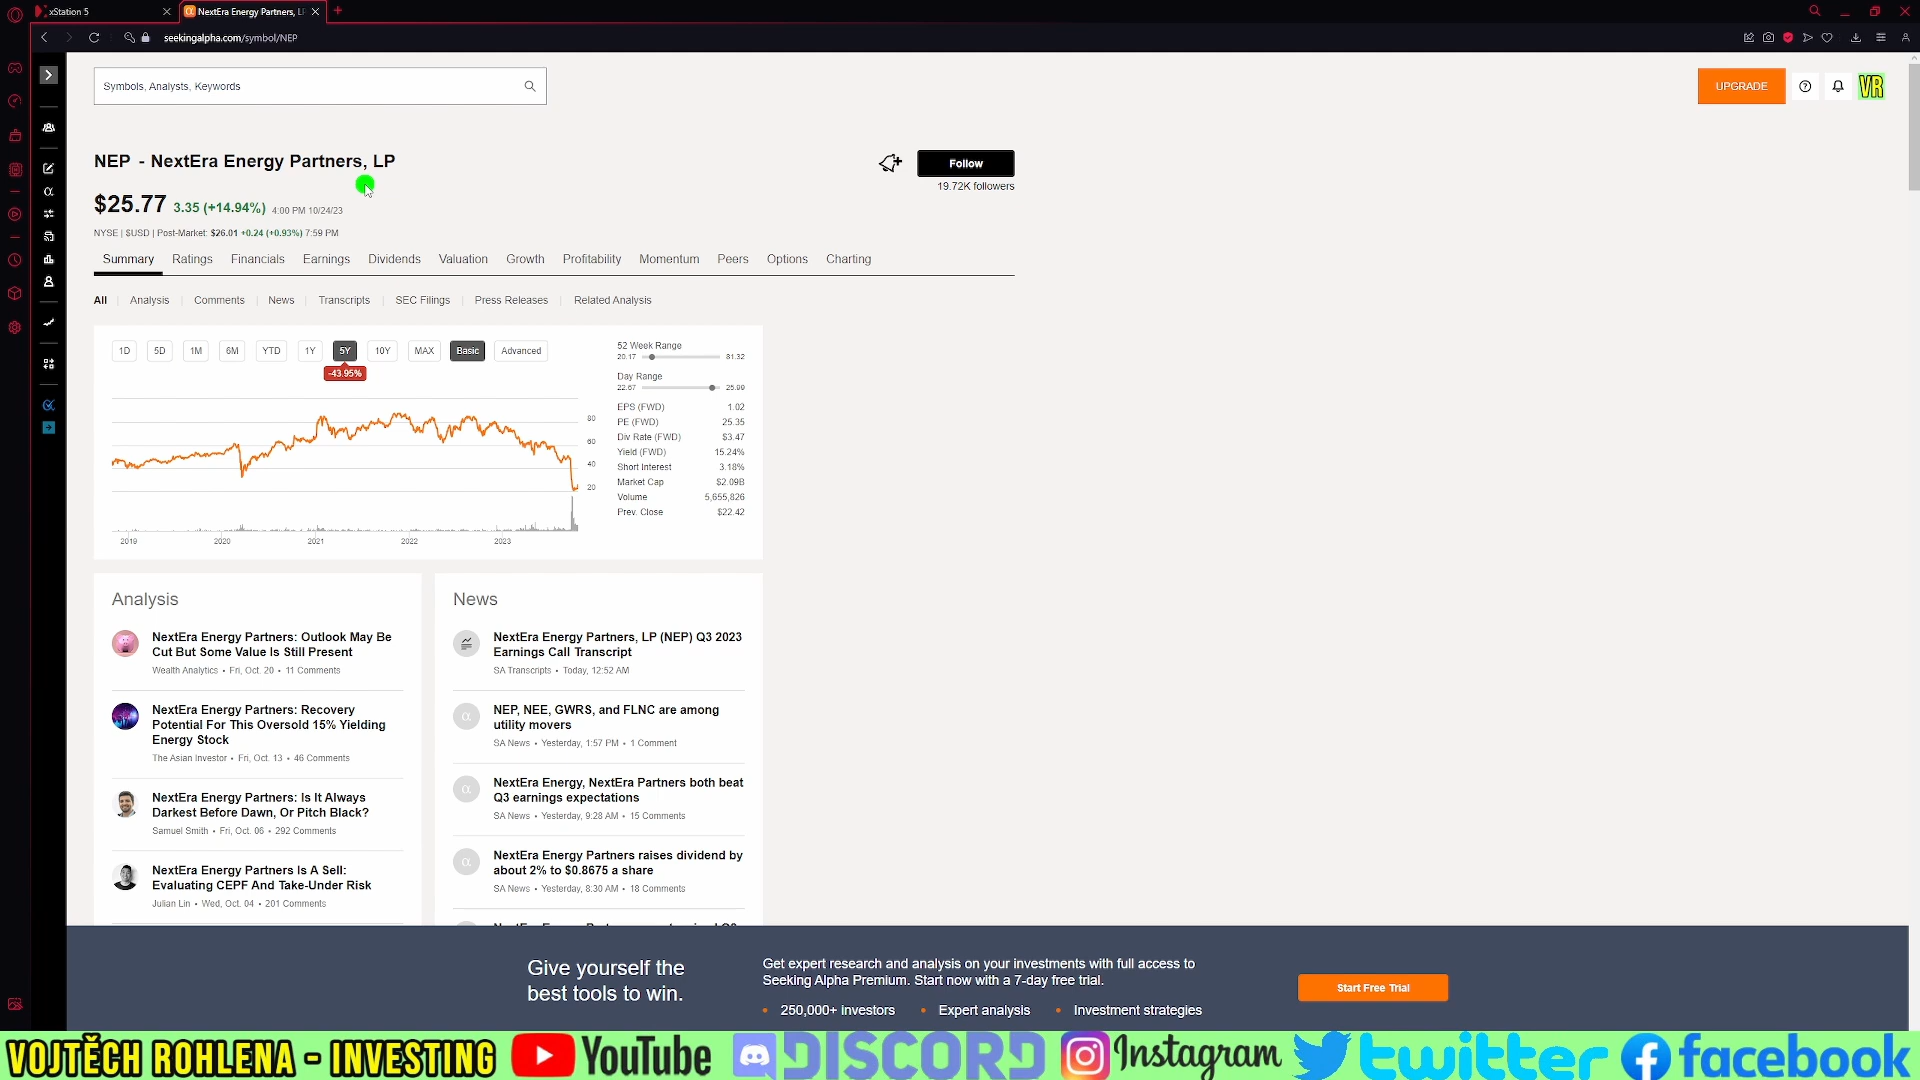 xStation 5
NextEra Energy Partners, L
seekingalpha.com/symbol/NEP
Symbols, Analysts, Keywords
UPGRADE
VR
NEP - NextEra Energy Partners, LP
Follow
19.72K followers
$25.77 3.35 (+14.94%) 4:00 PM 10/24/23
NYSE | $USD | Post-Market: $26.01 +0.24 (+0.93%) 7:59 PM
Summary Ratings Financials Earnings Dividends Valuation Growth Profitability Momentum Peers Options Charting
All Analysis Comments News Transcripts SEC Filings Press Releases Related Analysis
1D 5D 1M 6M YTD 1Y 5Y 10Y MAX Basic Advanced
-43.95%
80
60
40
20
2019 2020 2021 2022 2023
52 Week Range
20.17 81.32
Day Range
22.67 25.99
EPS (FWD) 1.02
PE (FWD) 25.35
Div Rate (FWD) $3.47
Yield (FWD) 15.24%
Short Interest 3.18%
Market Cap $2.09B
Volume 5,655,826
Prev. Close $22.42
Analysis
NextEra Energy Partners: Outlook May Be
Cut But Some Value Is Still Present
Wealth Analytics • Fri, Oct. 20 • 11 Comments
NextEra Energy Partners: Recovery
Potential For This Oversold 15% Yielding
Energy Stock
The Asian Investor • Fri, Oct. 13 • 46 Comments
NextEra Energy Partners: Is It Always
Darkest Before Dawn, Or Pitch Black?
Samuel Smith • Fri, Oct. 06 • 292 Comments
NextEra Energy Partners Is A Sell:
Evaluating CEPF And Take-Under Risk
Julian Lin • Wed, Oct. 04 • 201 Comments
News
NextEra Energy Partners, LP (NEP) Q3 2023
Earnings Call Transcript
SA Transcripts • Today, 12:52 AM
NEP, NEE, GWRS, and FLNC are among
utility movers
SA News • Yesterday, 1:57 PM • 1 Comment
NextEra Energy, NextEra Partners both beat
Q3 earnings expectations
SA News • Yesterday, 9:28 AM • 15 Comments
NextEra Energy Partners raises dividend by
about 2% to $0.8675 a share
SA News • Yesterday, 8:30 AM • 18 Comments
Give yourself the
best tools to win.
Get expert research and analysis on your investments with full access to
Seeking Alpha Premium. Start now with a 7-day free trial.
• 250,000+ investors • Expert analysis • Investment strategies
Start Free Trial
VOJTĚCH ROHLENA - INVESTING YouTube DISCORD Instagram twitter facebook